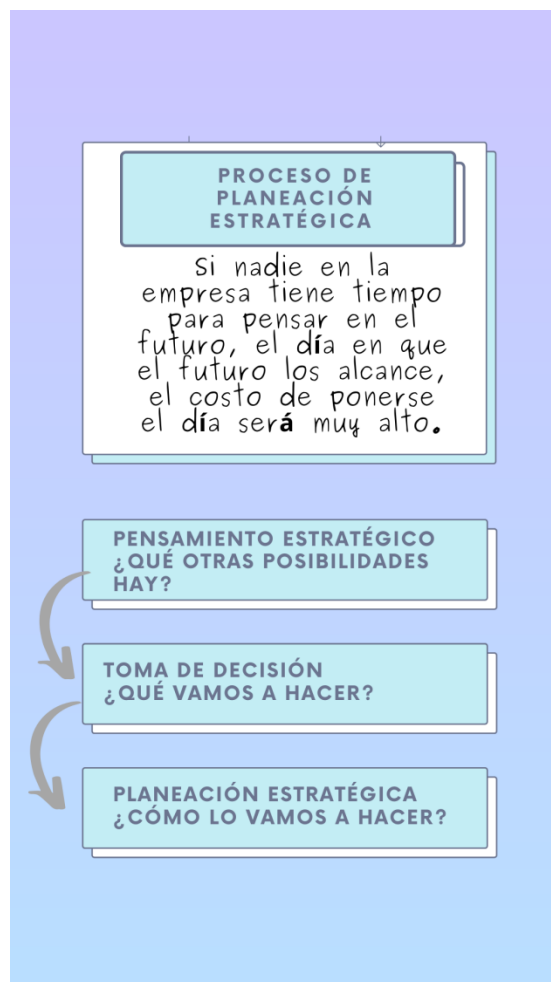 PROCESO DE
PLANEACIÓN
ESTRATÉGICA
Si nadie en la
empresa tiene tiempo
para pensar en el
futuro, el día en que
el futuro los alcance,
el costo de ponerse
el día será muy alto.
PENSAMIENTO ESTRATÉGICO
¿QUÉ OTRAS POSIBILIDADES
HAY?
TOMA DE DECISIÓN
¿QUÉ VAMOS A HACER?
PLANEACIÓN ESTRATÉGICA
¿CÓMO LO VAMOS A HACER?